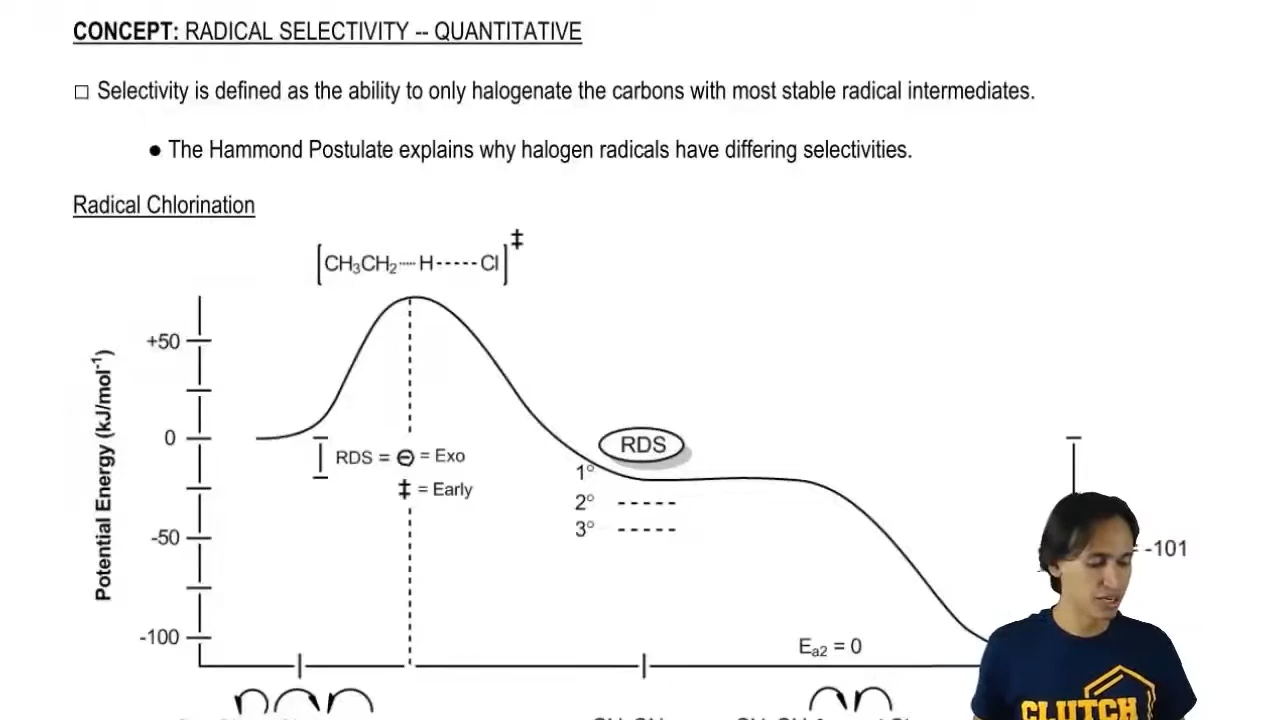 CONCEPT: RADICAL SELECTIVITY -- QUANTITATIVE
□ Selectivity is defined as the ability to only halogenate the carbons with most stable radical intermediates.
● The Hammond Postulate explains why halogen radicals have differing selectivities.
Radical Chlorination
[CH₃CH₂┈H-----Cl]‡
Potential Energy (kJ/mol⁻¹)
+50
0
-50
-100
RDS = ⊖ = Exo
‡ = Early
RDS
1°
2° -----
3° -----
= -101
Eₐ₂ = 0
CLUTCH